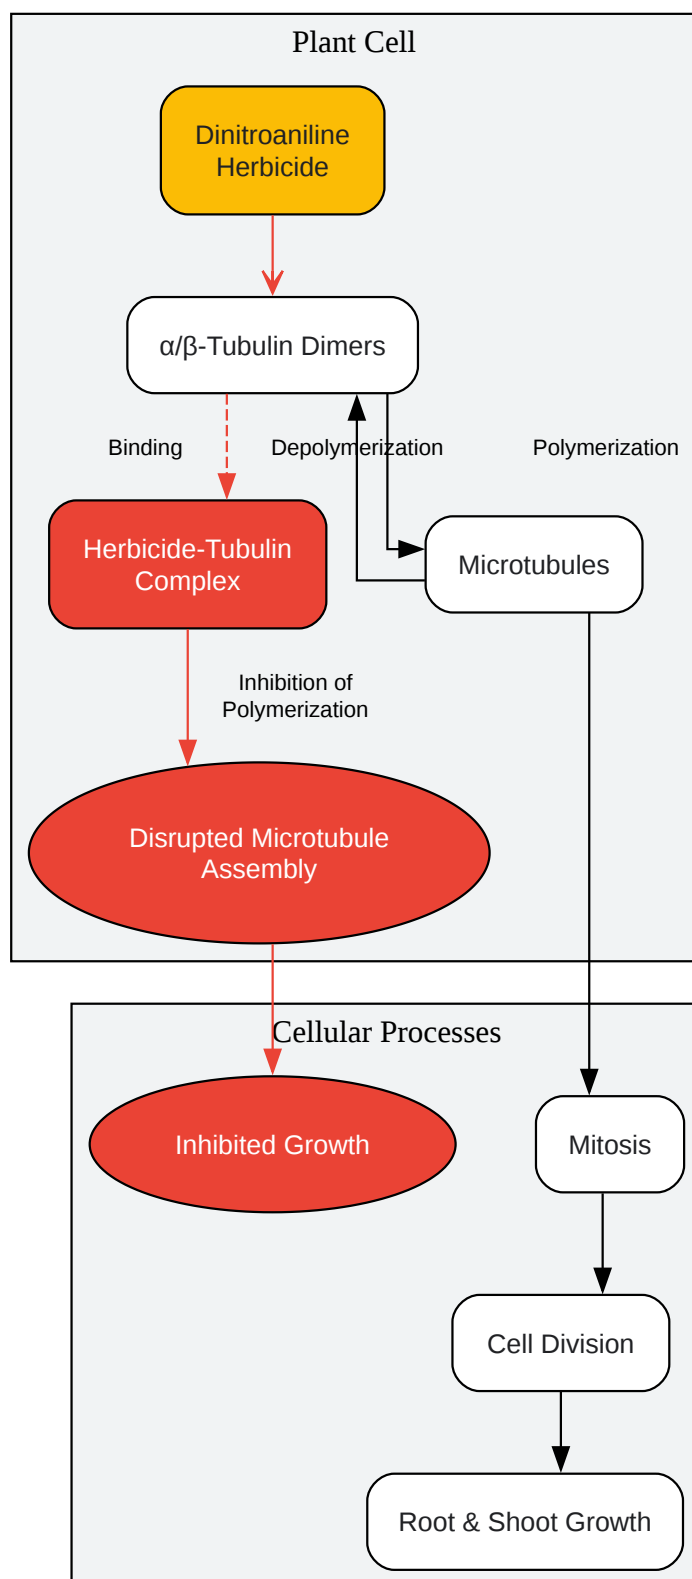 Plant Cell
Dinitroaniline
Herbicide
α/β-Tubulin Dimers
Binding
Depolymerization
Polymerization
Herbicide-Tubulin
Complex
Microtubules
Inhibition of
Polymerization
Disrupted Microtubule
Assembly
Cellular Processes
Inhibited Growth
Mitosis
Cell Division
Root & Shoot Growth